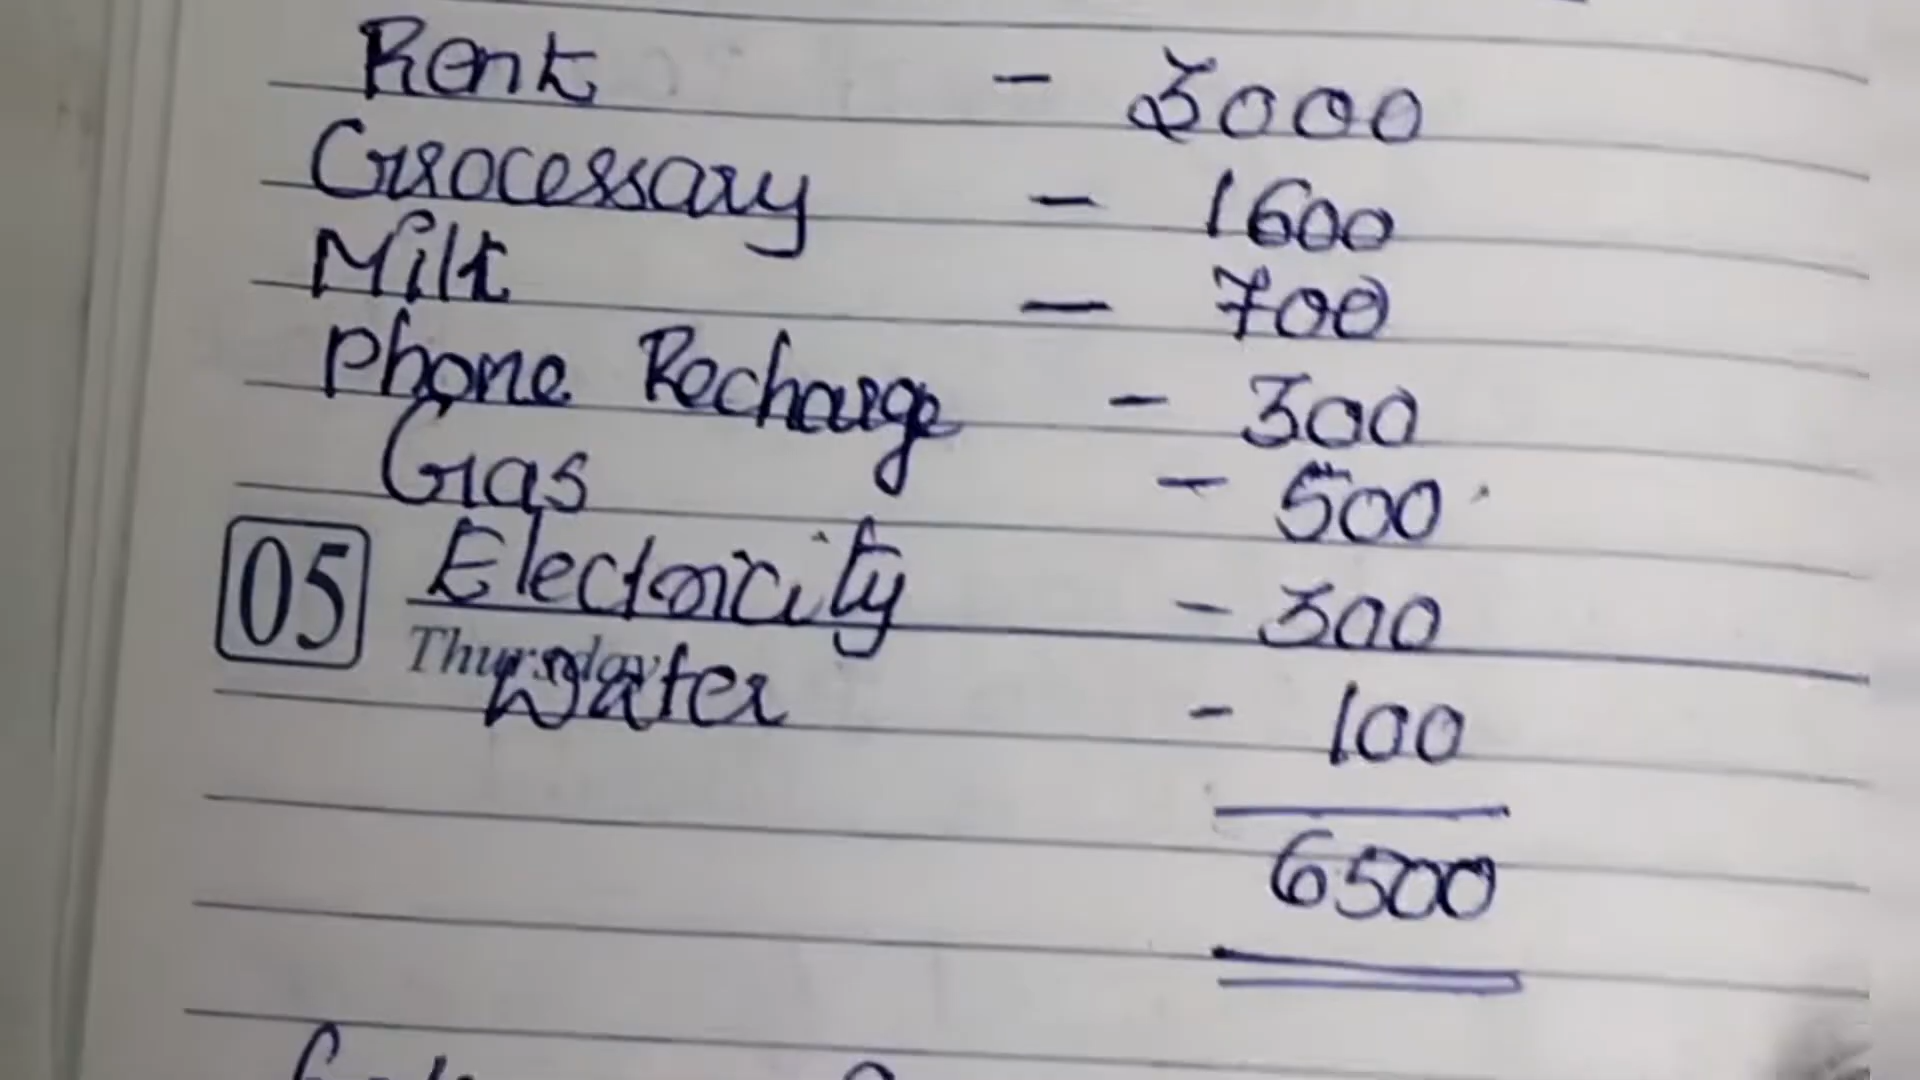 Rent - 3000
Grocessary - 1600
Milk - 700
Phone Recharge - 300
Gas - 500
05 Electricity - 300
Thursday
Water - 100
6500